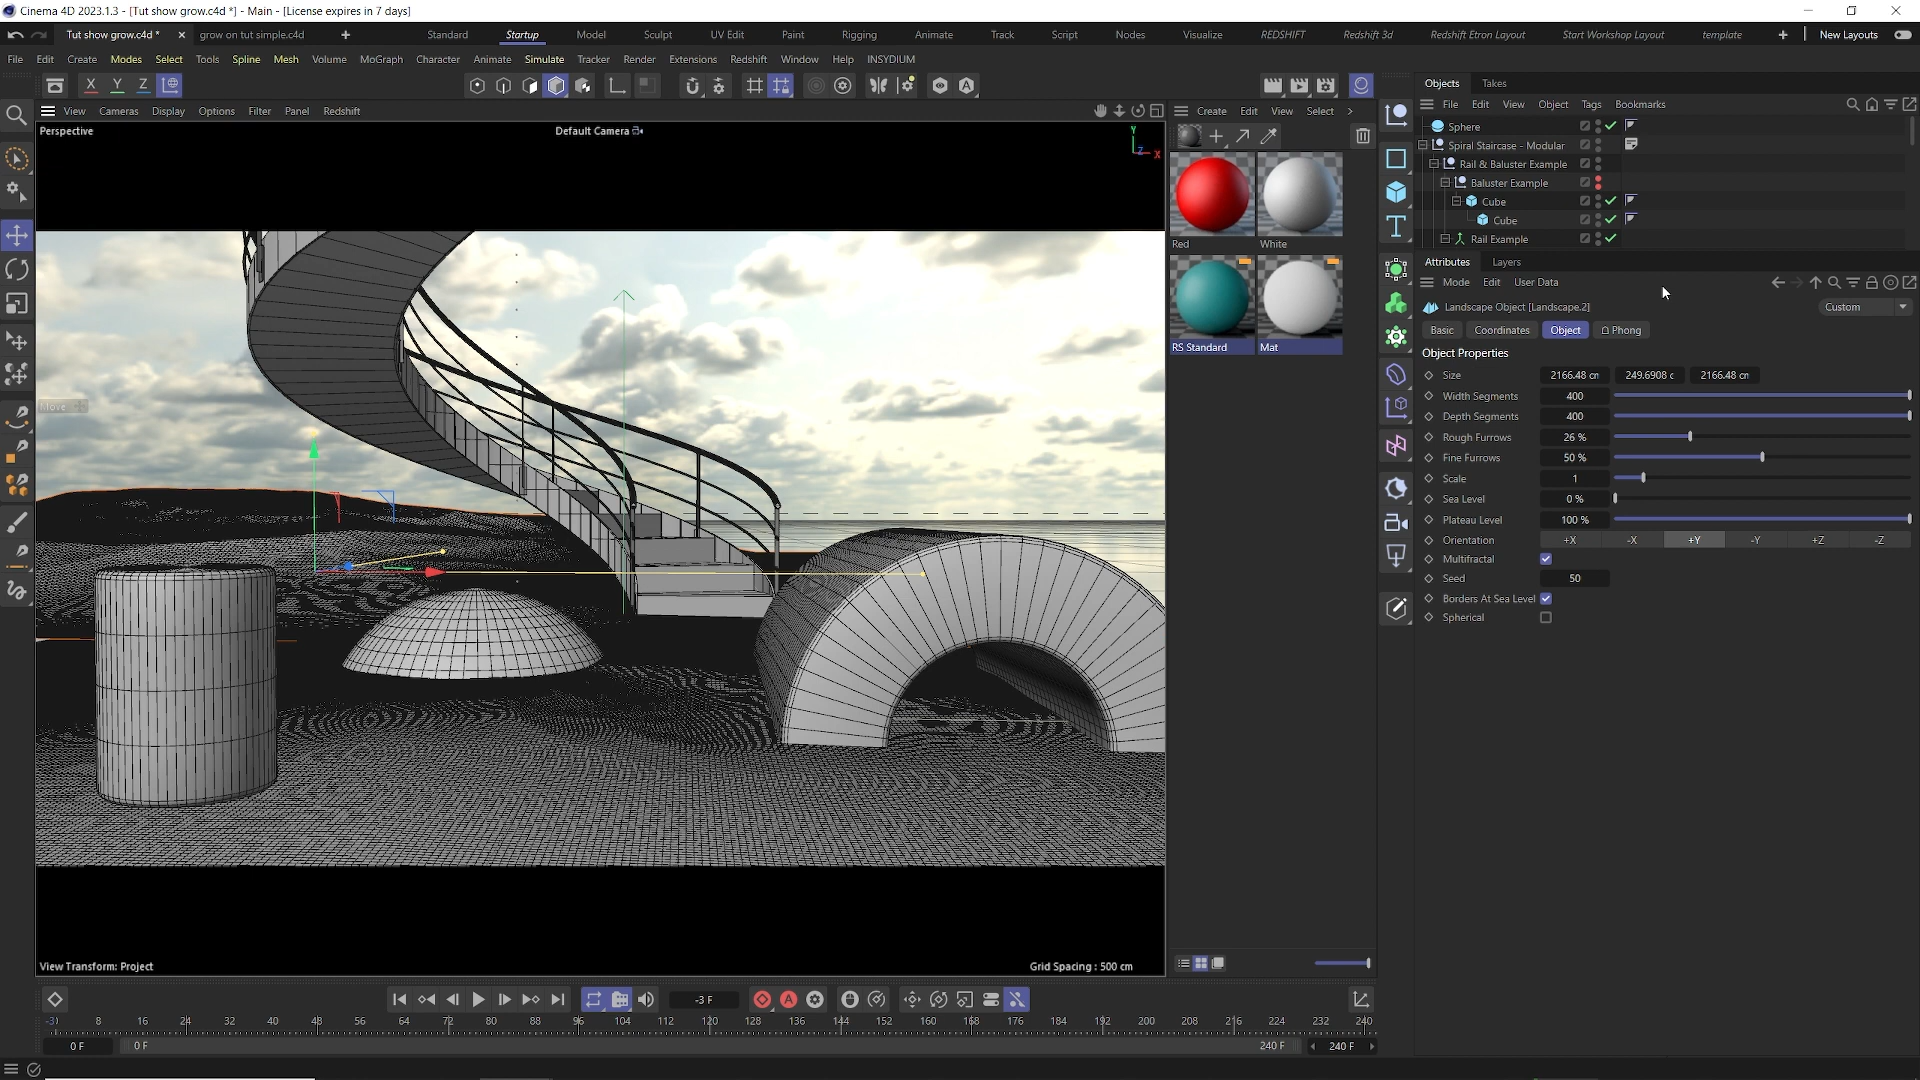 Cinema 4D 2023.1.3 - [Tut show grow.c4d *] - Main - [License expires in 7 days]
Tut show grow.c4d * × grow on tut simple.c4d + Standard Startup Model Sculpt UV Edit Paint Rigging Animate Track Script Nodes Visualize REDSHIFT Redshift 3d Redshift Etron Layout Start Workshop Layout template + New Layouts
File Edit Create Modes Select Tools Spline Mesh Volume MoGraph Character Animate Simulate Tracker Render Extensions Redshift Window Help INSYDIUM
X Y Z
Objects Takes
View Cameras Display Options Filter Panel Redshift
Create Edit View Select
File Edit View Object Tags Bookmarks
Perspective
Default Camera
Y
Z X
Sphere
Spiral Staircase - Modular
Rail & Baluster Example
Baluster Example
Cube
Cube
Rail Example
Red White
RS Standard Mat
Attributes Layers
Mode Edit User Data
Landscape Object [Landscape.2]
Custom
Basic Coordinates Object Phong
Object Properties
Size 2166.48 cm 249.6908 c 2166.48 cm
Width Segments 400
Depth Segments 400
Rough Furrows 26 %
Fine Furrows 50 %
Scale 1
Sea Level 0 %
Plateau Level 100 %
Orientation +X -X +Y -Y +Z -Z
Multifractal
Seed 50
Borders At Sea Level
Spherical
Move
View Transform: Project
Grid Spacing : 500 cm
-3 F
8 16 24 32 40 48 56 64 72 80 88 96 104 112 120 128 136 144 152 160 168 176 184 192 200 208 216 224 232 240
0 F 0 F 240 F 240 F